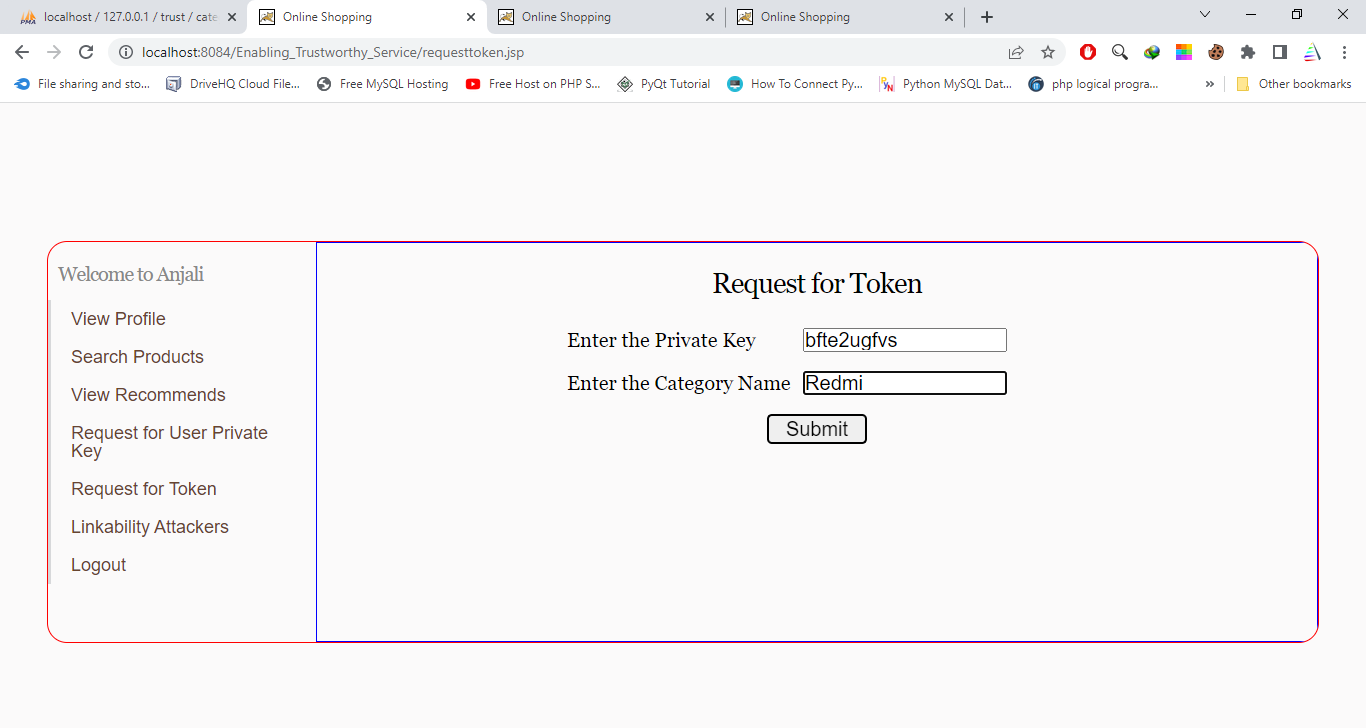 localhost / 127.0.0.1 / trust / cate
Online Shopping
Online Shopping
Online Shopping
localhost:8084/Enabling_Trustworthy_Service/requesttoken.jsp
File sharing and sto...
DriveHQ Cloud File...
Free MySQL Hosting
Free Host on PHP S...
PyQt Tutorial
How To Connect Py...
Python MySQL Dat...
php logical progra...
»
Other bookmarks
Welcome to Anjali
View Profile
Search Products
View Recommends
Request for User Private
Key
Request for Token
Linkability Attackers
Logout
Request for Token
Enter the Private Key bfte2ugfvs
Enter the Category Name Redmi
Submit